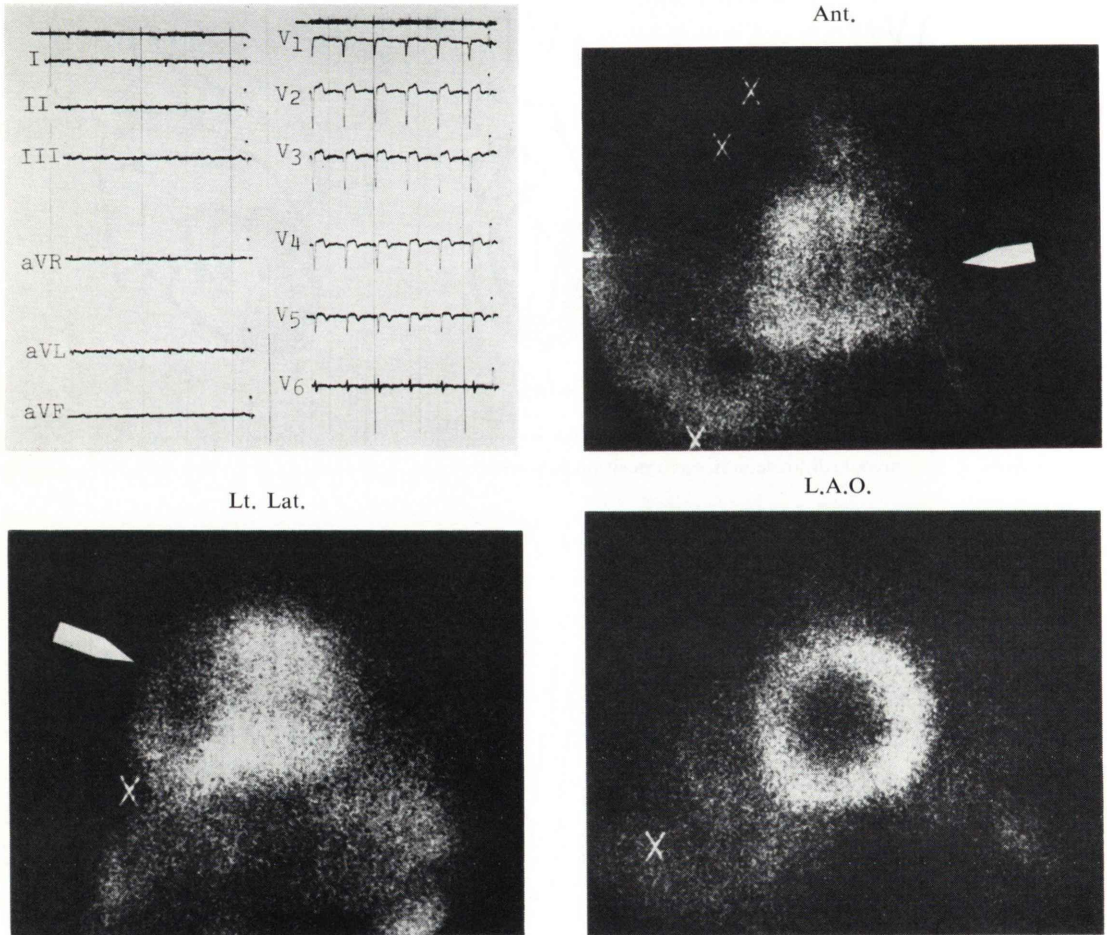 I
II
III
aVR
aVL
aVF
V1
V2
V3
V4
V5
V6
Ant.
Lt. Lat.
L.A.O.
X
X
X
X
X